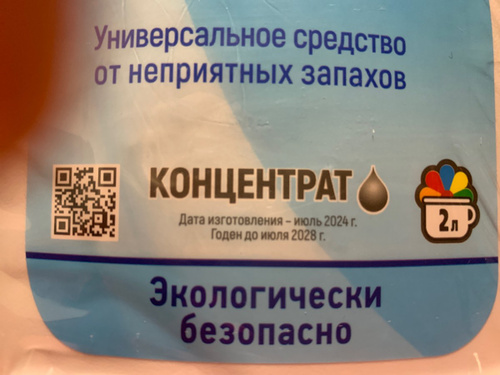 Универсальное средство
от неприятных запахов
КОНЦЕНТРАТ
Дата изготовления – июль 2024 г.
Годен до июля 2028 г.
2л
Экологически
безопасно